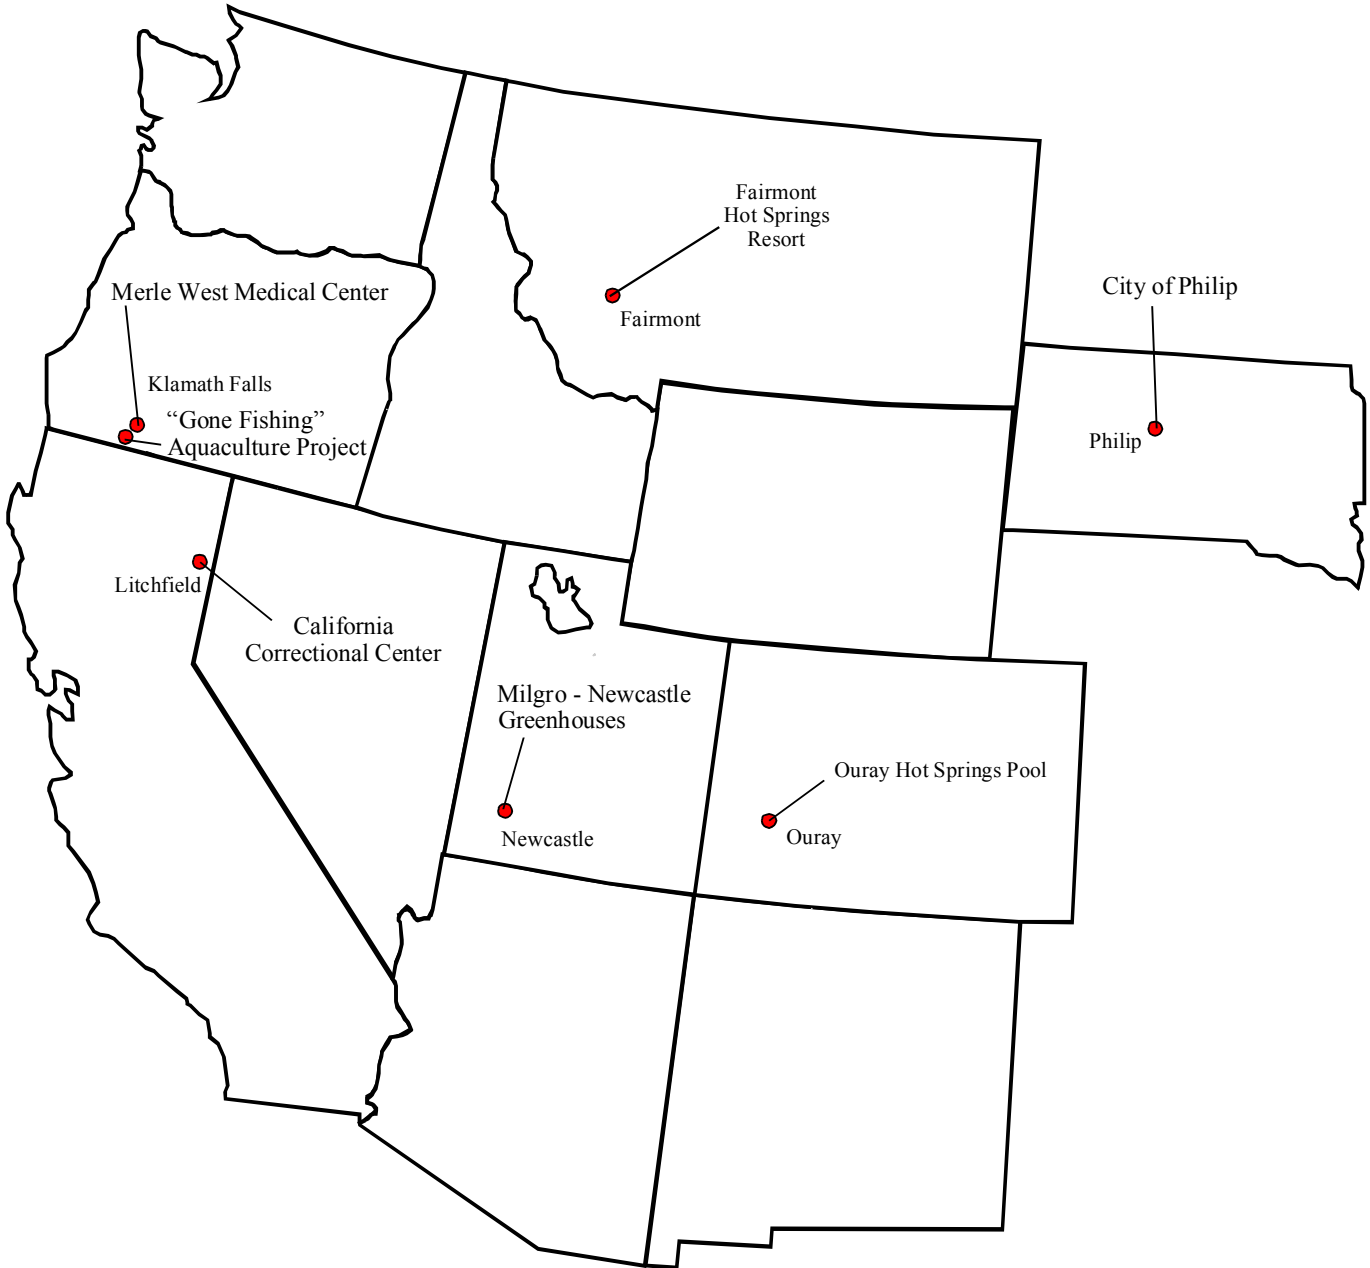 Fairmont
Hot Springs
Resort
Fairmont
City of Philip
Philip
Merle West Medical Center
Klamath Falls
“Gone Fishing”
Aquaculture Project
Litchfield
California
Correctional Center
Milgro - Newcastle
Greenhouses
Newcastle
Ouray Hot Springs Pool
Ouray